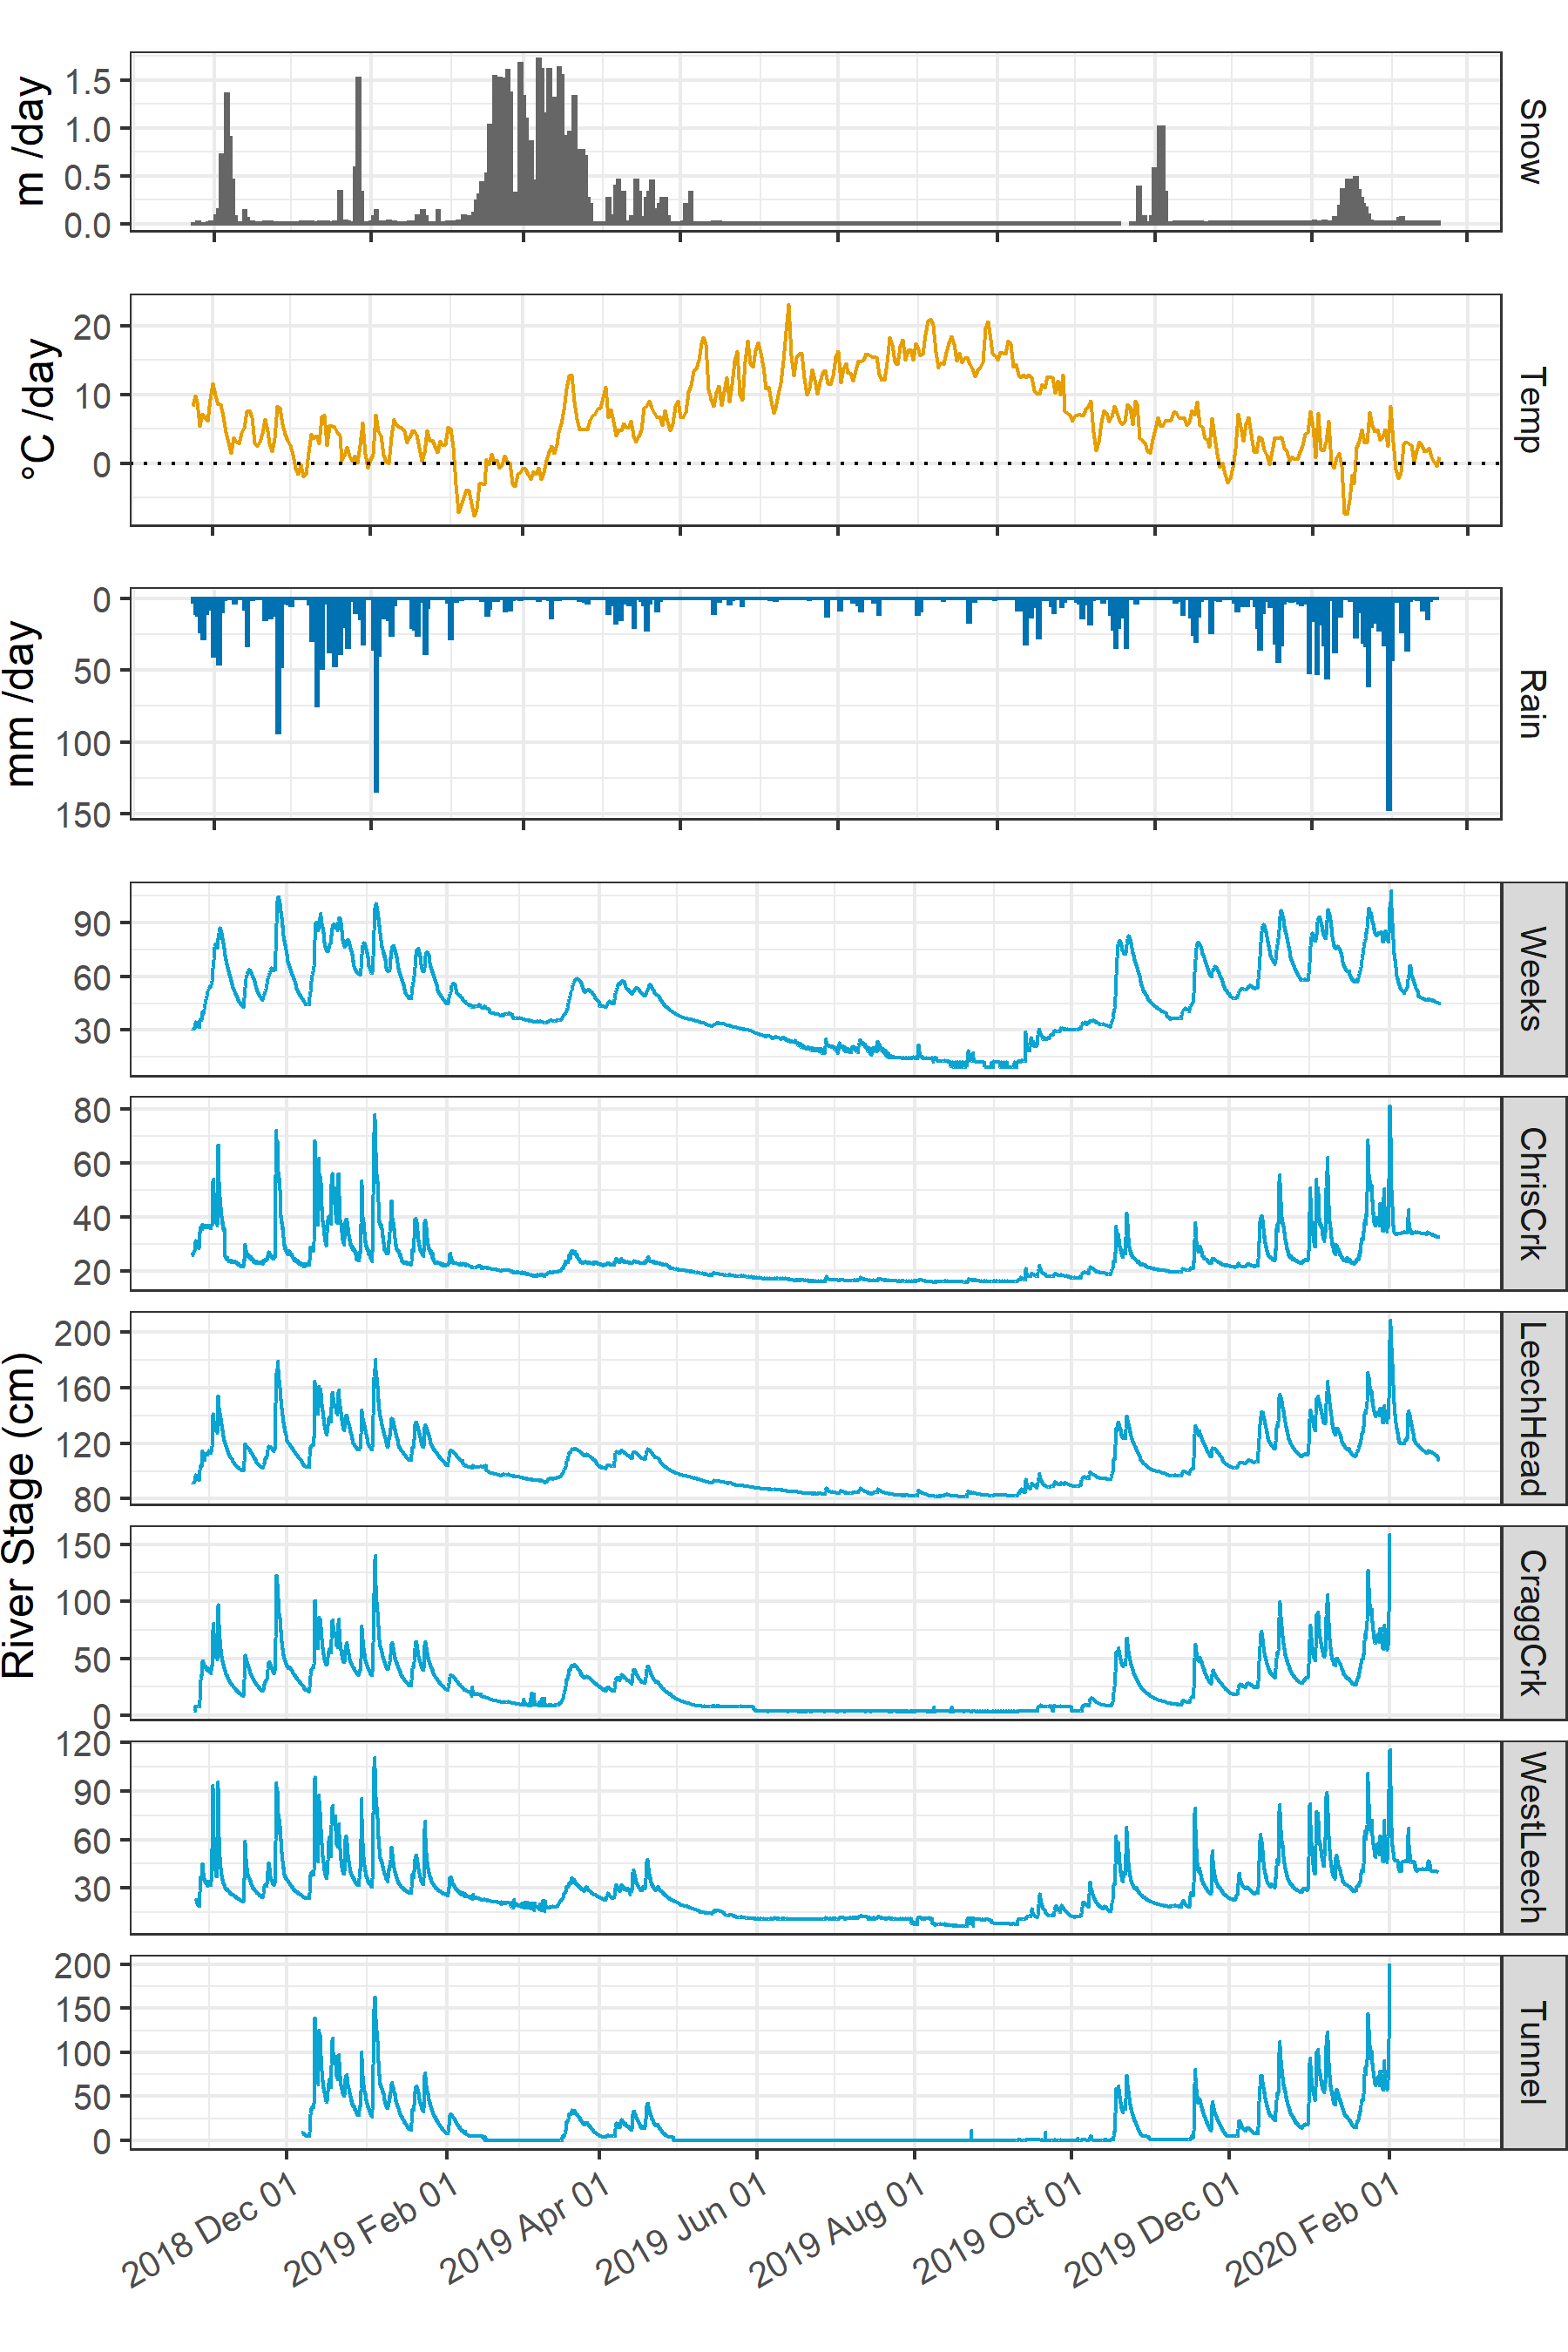 m /day
1.5
1.0
0.5
0.0
Snow
°C /day
20
10
0
Temp
mm /day
0
50
100
150
Rain
River Stage (cm)
90
60
30
Weeks
80
60
40
20
ChrisCrk
200
160
120
80
LeechHead
150
100
50
0
CraggCrk
120
90
60
30
WestLeech
200
150
100
50
0
Tunnel
2018 Dec 01
2019 Feb 01
2019 Apr 01
2019 Jun 01
2019 Aug 01
2019 Oct 01
2019 Dec 01
2020 Feb 01